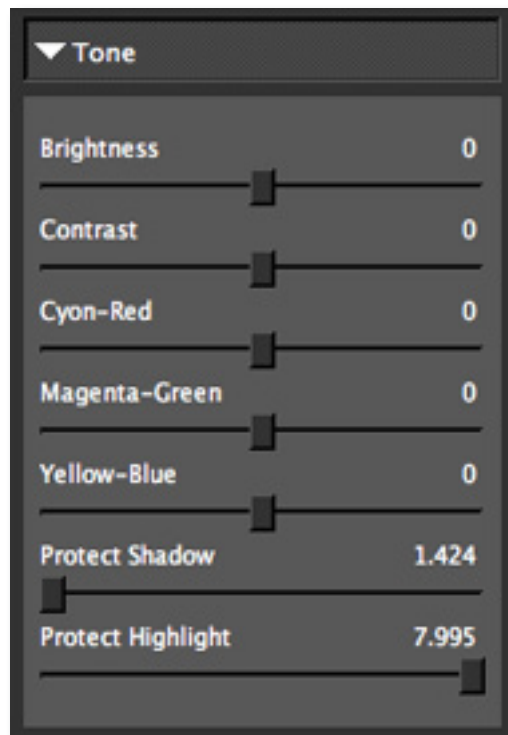 Tone
Brightness 0
Contrast 0
Cyon-Red 0
Magenta-Green 0
Yellow-Blue 0
Protect Shadow 1.424
Protect Highlight 7.995